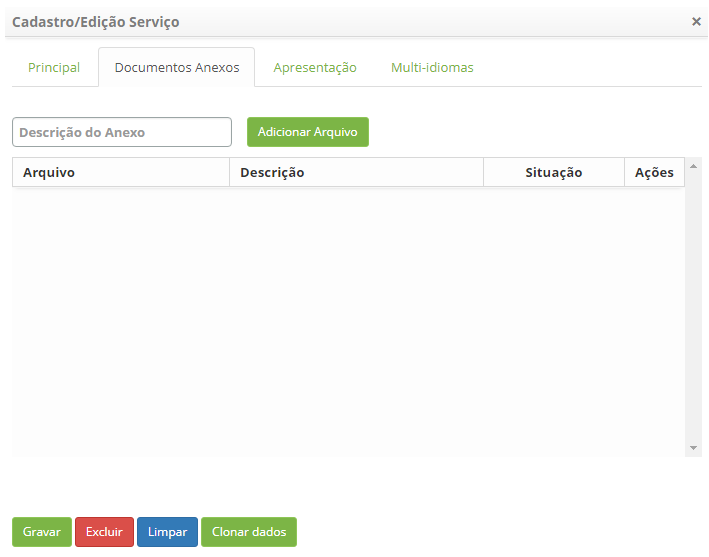 Cadastro/Edição Serviço ×
Principal Documentos Anexos Apresentação Multi-idiomas
Descrição do Anexo Adicionar Arquivo
Arquivo Descrição Situação Ações
Gravar Excluir Limpar Clonar dados